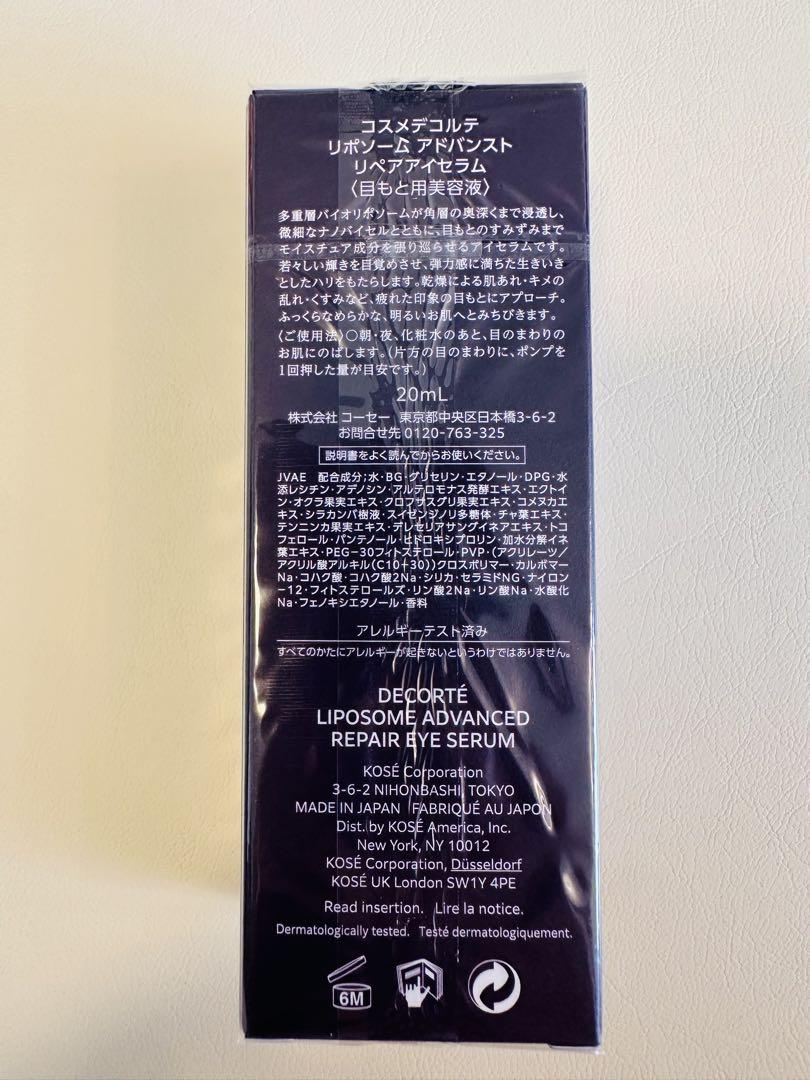 コスメデコルテ
リポソーム アドバンスト
リペアアイセラム
〈目もと用美容液〉
多重層バイオリポソームが角層の奥深くまで浸透し、
微細なナノバイセルとともに、目もとのすみずみまで
モイスチュア成分を張り巡らせるアイセラムです。
若々しい輝きを目覚めさせ、弾力感に満ちた生きいき
としたハリをもたらします。乾燥による肌あれ・キメの
乱れ・くすみなど、疲れた印象の目もとにアプローチ。
ふっくらなめらかな、明るいお肌へとみちびきます。
〈ご使用法〉○朝・夜、化粧水のあと、目のまわりの
お肌にのばします。(片方の目のまわりに、ポンプを
1回押した量が目安です。)
20mL
株式会社 コーセー 東京都中央区日本橋3-6-2
お問合せ先 0120-763-325
説明書をよく読んでからお使いください。
JVAE 配合成分;水・BG・グリセリン・エタノール・DPG・水
添レシチン・アデノシン・アルテロモナス発酵エキス・エクトイ
ン・オクラ果実エキス・クロフサスグリ果実エキス・コメヌカエ
キス・シラカンバ樹液・スイゼンジノリ多糖体・チャ葉エキス・
テンニンカ果実エキス・デレセリアサングイネアエキス・トコ
フェロール・パンテノール・ヒドロキシプロリン・加水分解イネ
葉エキス・PEG-30フィトステロール・PVP・(アクリレーツ/
アクリル酸アルキル(C10-30))クロスポリマー・カルボマー
Na・コハク酸・コハク酸2Na・シリカ・セラミドNG・ナイロン
-12・フィトステロールズ・リン酸2Na・リン酸Na・水酸化
Na・フェノキシエタノール・香料
アレルギーテスト済み
すべてのかたにアレルギーが起きないというわけではありません。
DECORTÉ
LIPOSOME ADVANCED
REPAIR EYE SERUM
KOSÉ Corporation
3-6-2 NIHONBASHI, TOKYO
MADE IN JAPAN FABRIQUÉ AU JAPON
Dist. by KOSÉ America, Inc.
New York, NY 10012
KOSÉ Corporation, Düsseldorf
KOSÉ UK London SW1Y 4PE
Read insertion. Lire la notice.
Dermatologically tested. Testé dermatologiquement.
6M